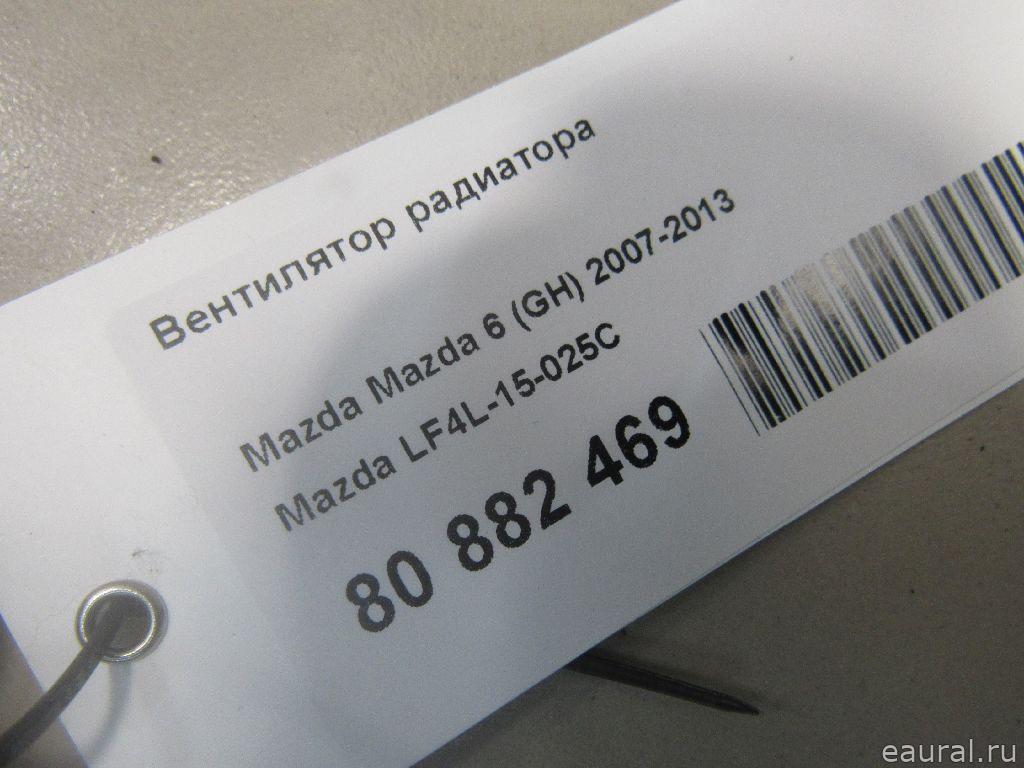 Вентилятор радиатора
Mazda Mazda 6 (GH) 2007-2013
Mazda LF4L-15-025C
80 882 469
eaural.ru